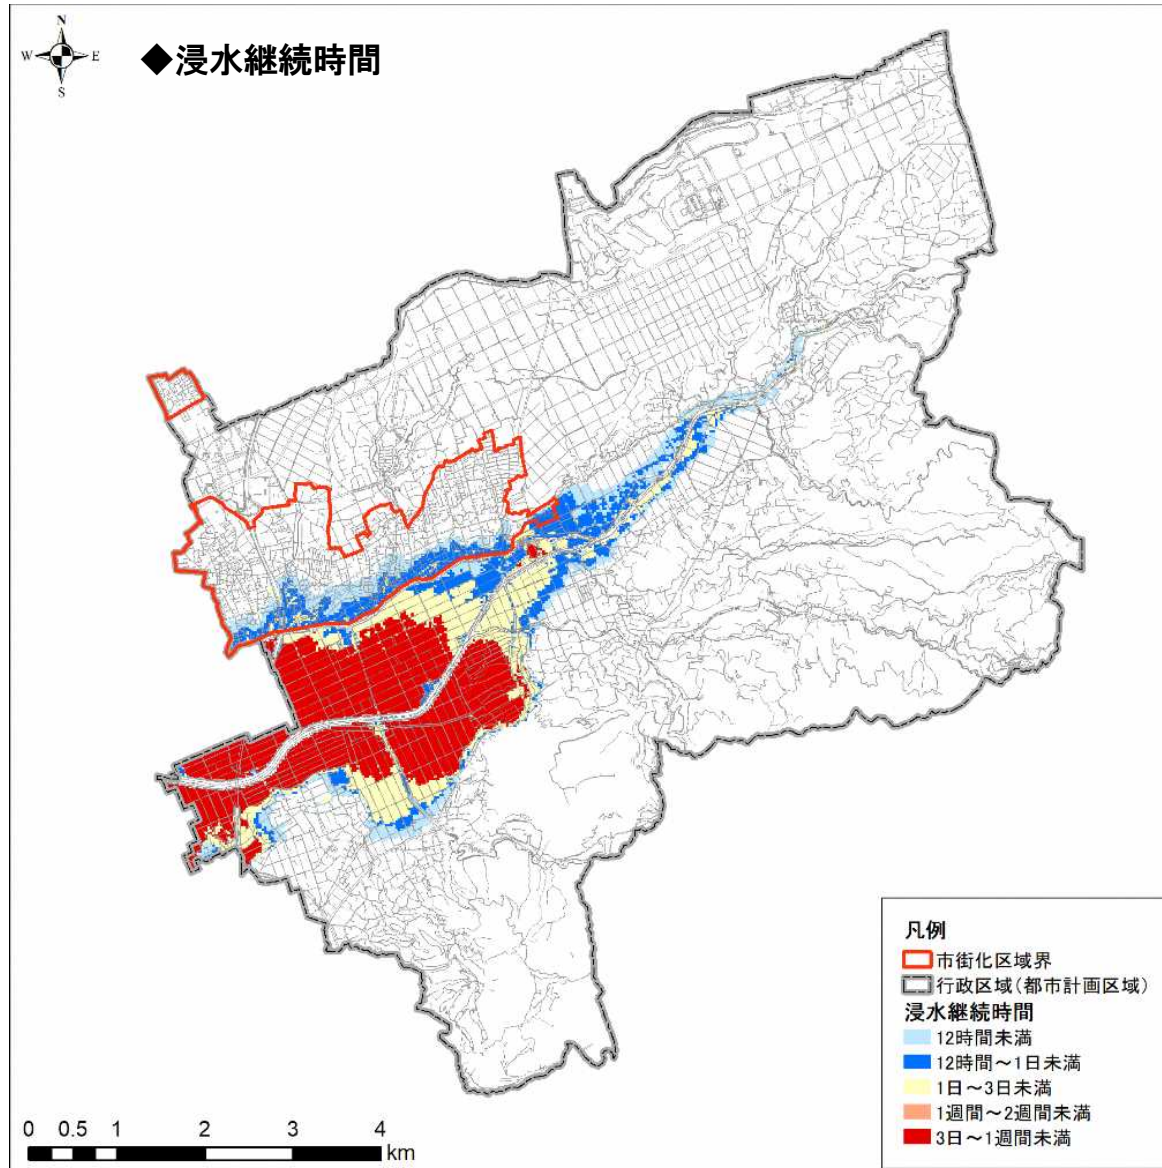 N
W E
S
◆浸水継続時間
凡例
市街化区域界
行政区域(都市計画区域)
浸水継続時間
12時間未満
12時間～1日未満
1日～3日未満
1週間～2週間未満
3日～1週間未満
0 0.5 1 2 3 4
km